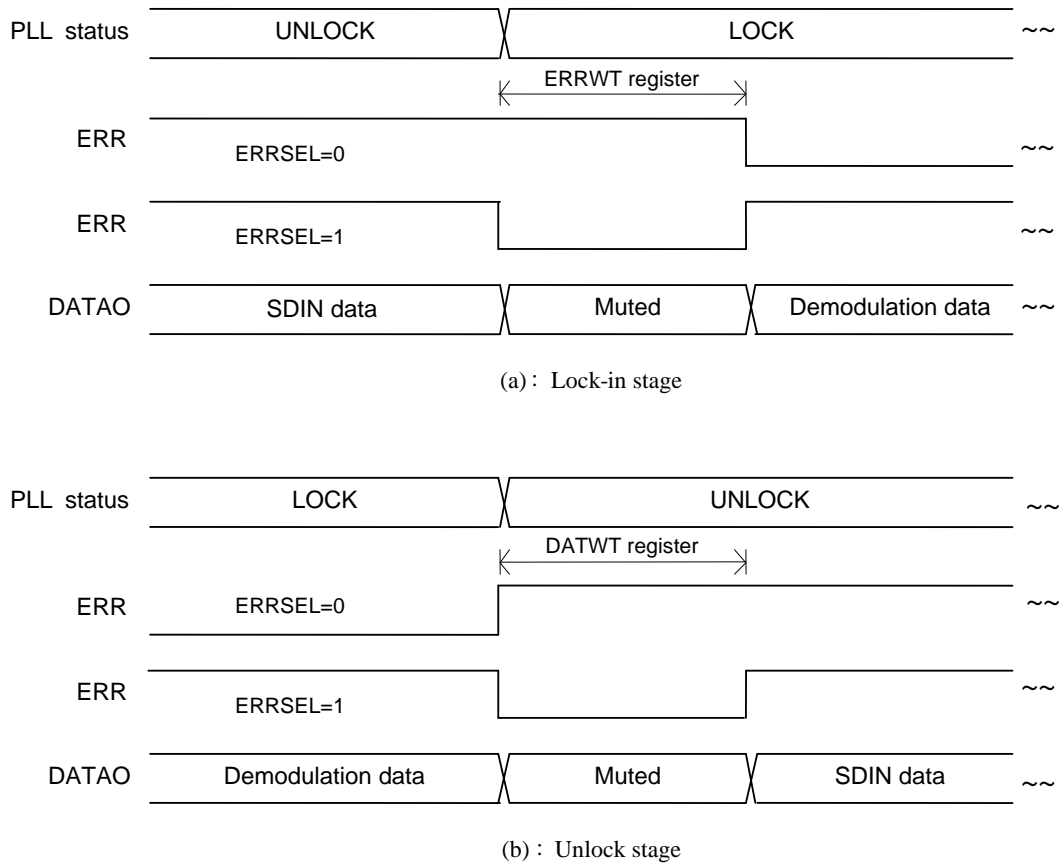 PLL status UNLOCK LOCK ~~
ERRWT register
ERR ERRSEL=0 ~~
ERR ERRSEL=1 ~~
DATAO SDIN data Muted Demodulation data ~~
(a): Lock-in stage
PLL status LOCK UNLOCK ~~
DATWT register
ERR ERRSEL=0 ~~
ERR ERRSEL=1 ~~
DATAO Demodulation data Muted SDIN data ~~
(b): Unlock stage